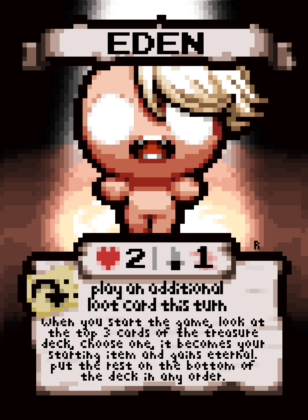 EDEN
2 1
R
play an additional
loot card this turn
when you start the game, look at
the top 3 cards of the treasure
deck, choose one, it becomes your
starting item and gains eternal.
put the rest on the bottom of
the deck in any order.